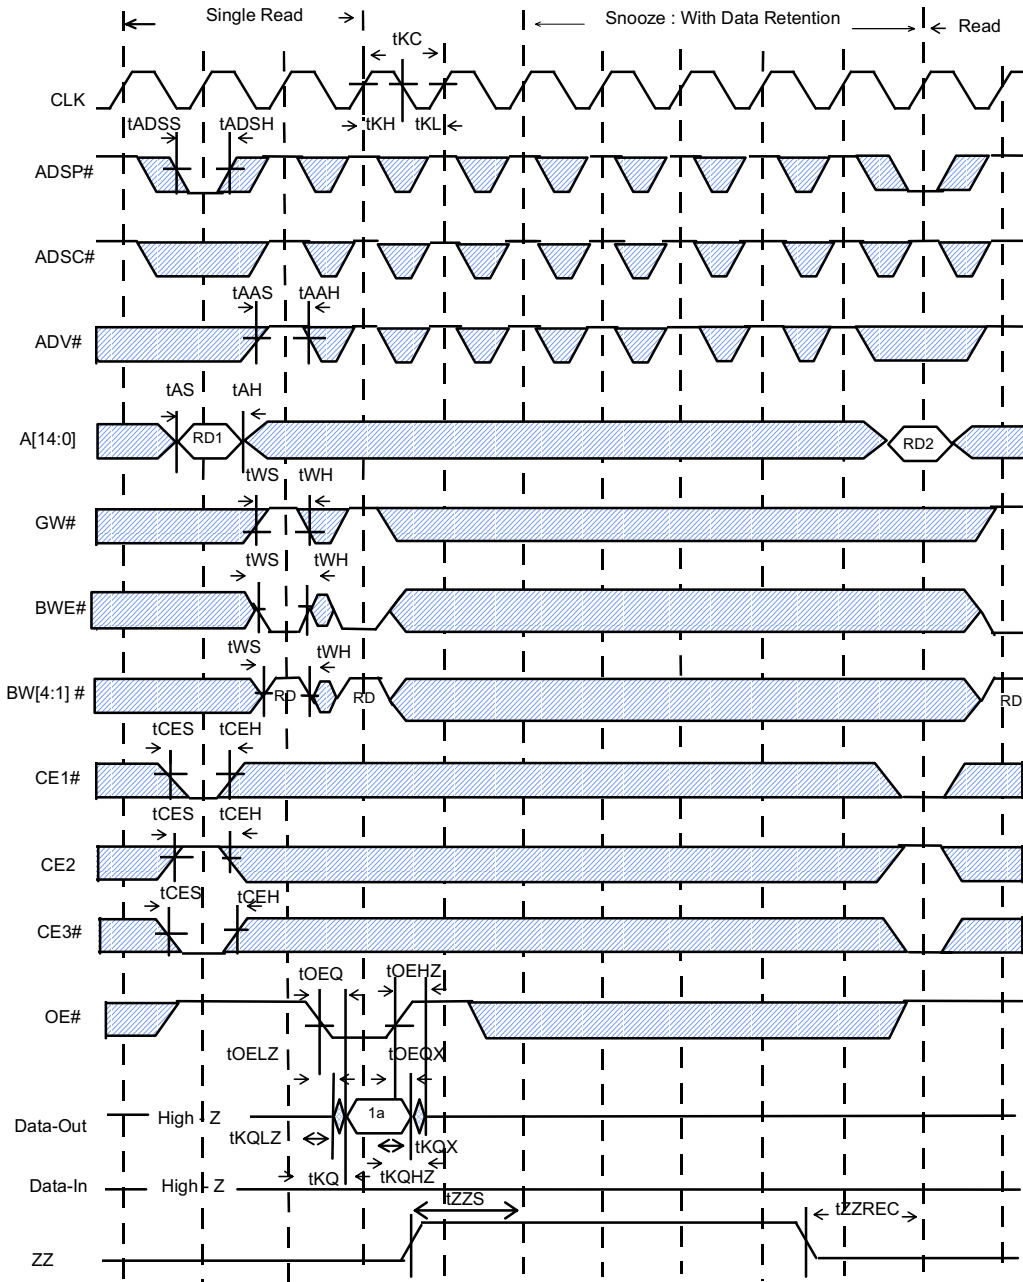 Single Read
Snooze : With Data Retention
Read
tKC
CLK
tADSS
tADSH
tKH
tKL
ADSP#
ADSC#
tAAS
tAAH
ADV#
tAS
tAH
A[14:0]
RD1
RD2
tWS
tWH
GW#
tWS
tWH
BWE#
tWS
tWH
BW[4:1] #
RD
RD
RD
tCES
tCEH
CE1#
tCES
tCEH
CE2
tCES
tCEH
CE3#
tOEQ
tOEHZ
OE#
tOELZ
tOEQX
Data-Out
High - Z
1a
tKQLZ
tKQX
tKQ
tKQHZ
Data-In
High - Z
tZZS
tZZREC
ZZ